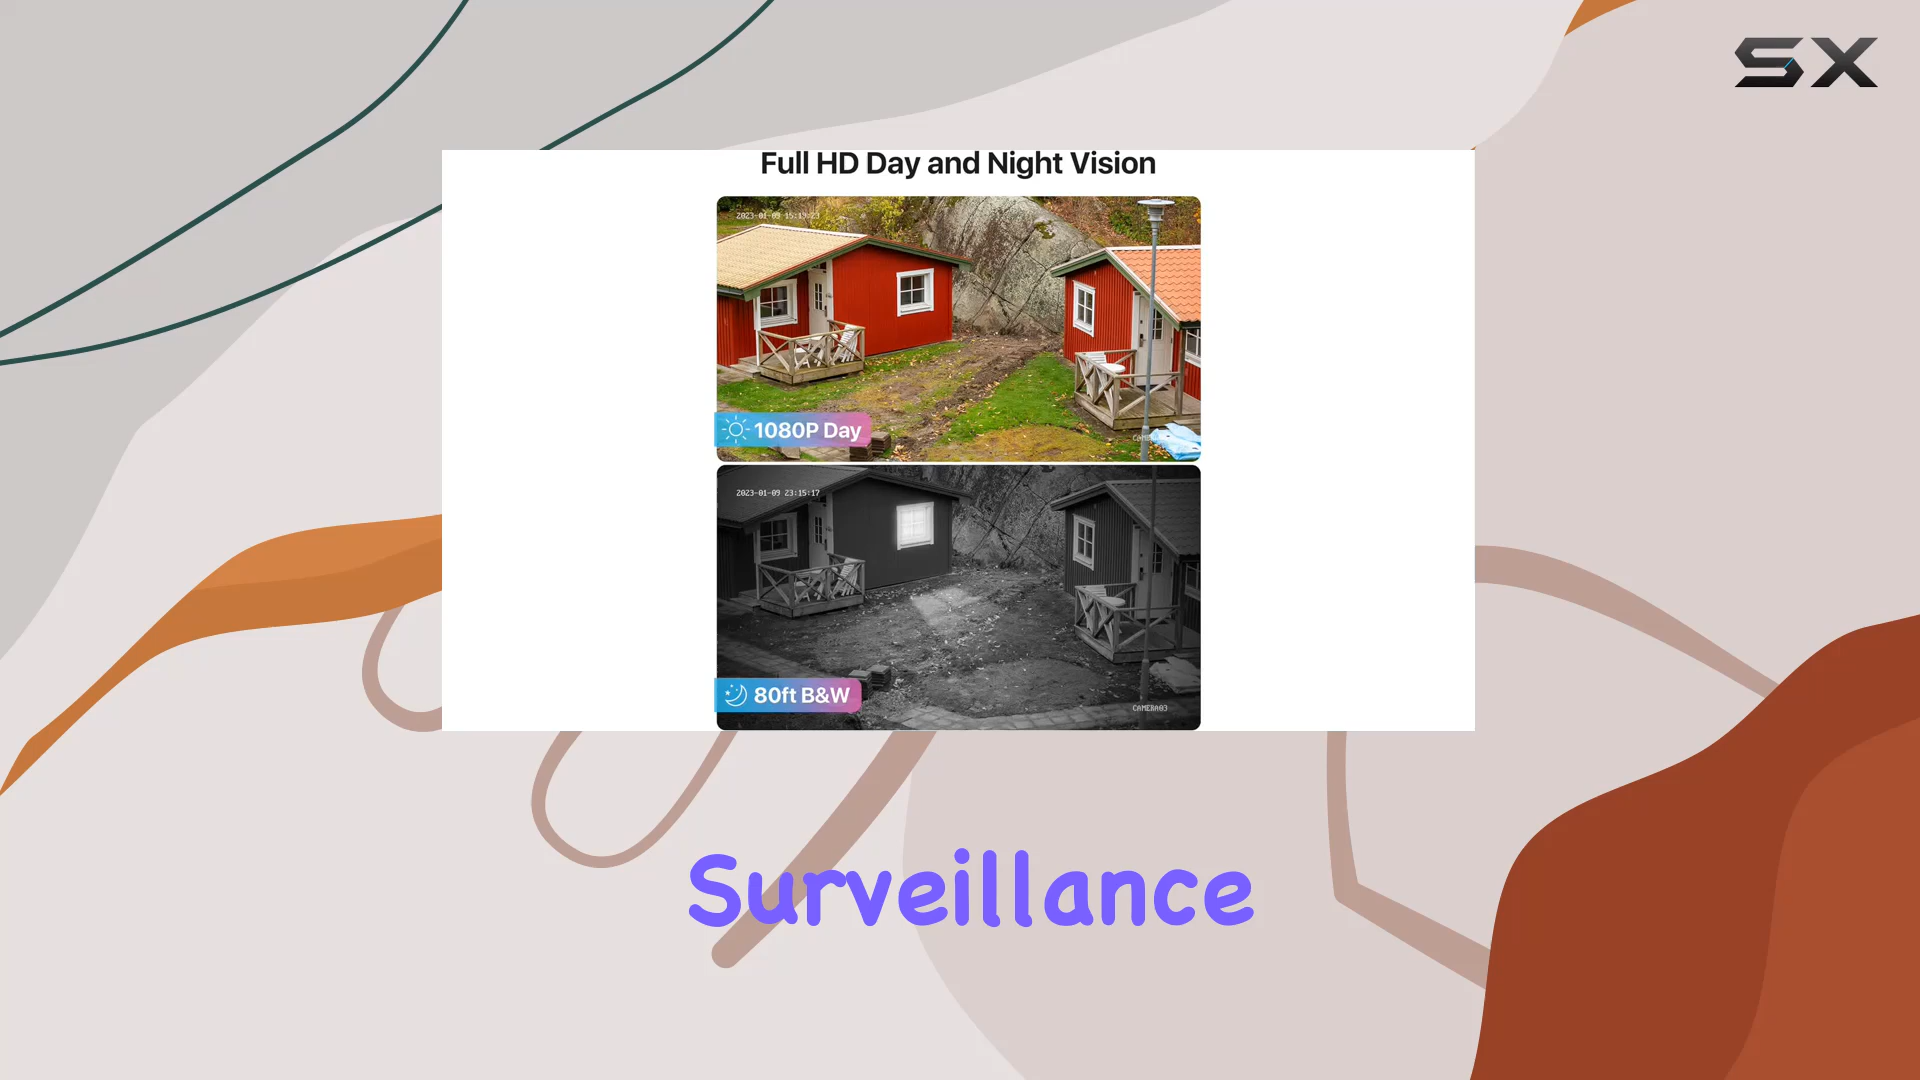 SX
Full HD Day and Night Vision
2023-01-09 15:13:23
1080P Day
2023-01-09 23:15:17
80ft B&W
CAMERA03
Surveillance